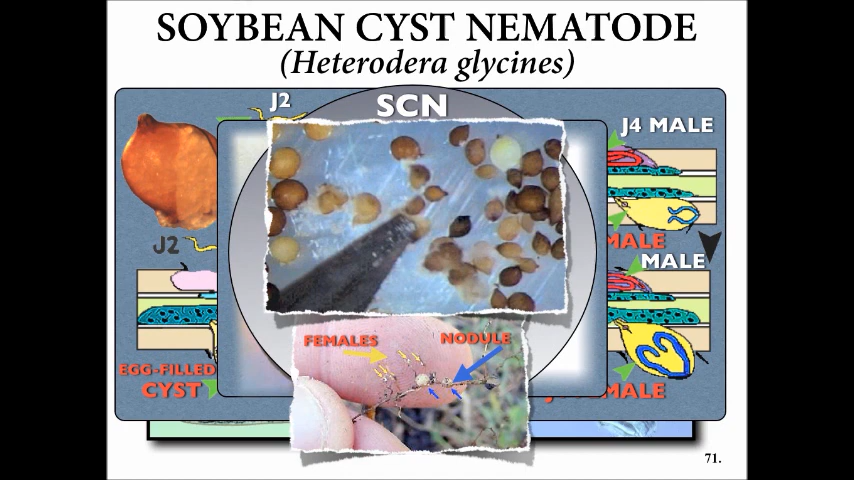 SOYBEAN CYST NEMATODE
(Heterodera glycines)
J2
SCN
J4 MALE
J2
MALE
MALE
FEMALES
NODULE
EGG-FILLED
CYST
MALE
71.